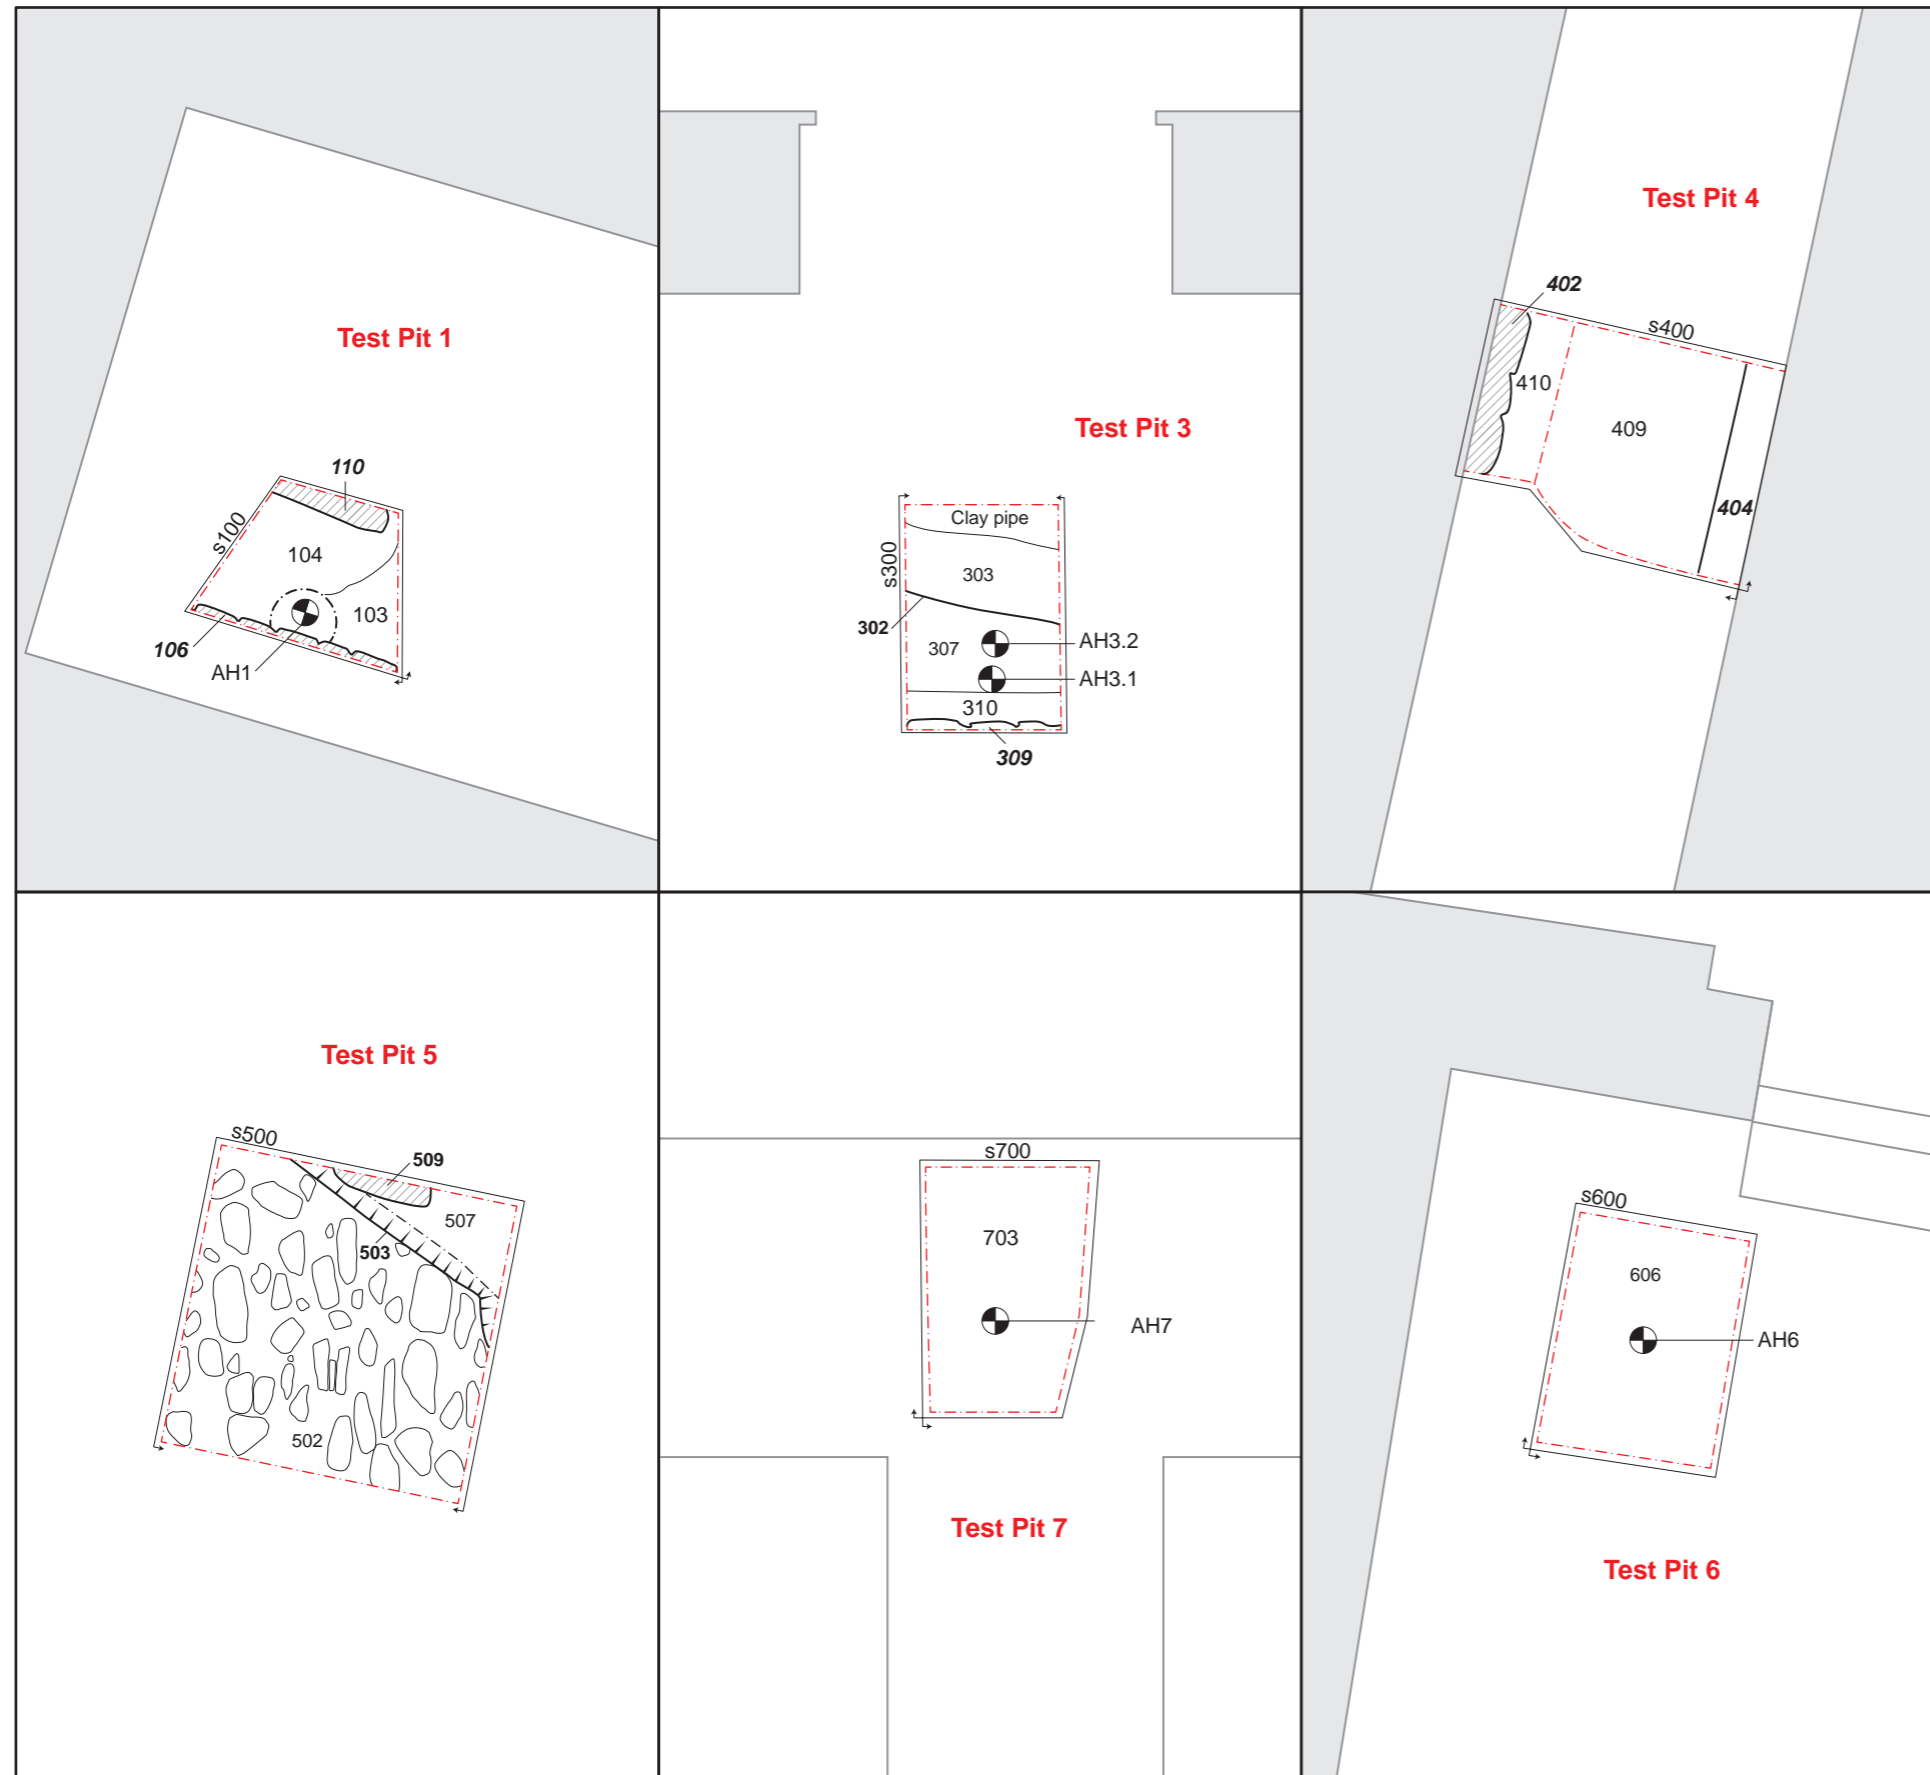 Test Pit 1
110
s100
104
103
106
AH1
Test Pit 3
Clay pipe
s300
303
302
307
AH3.2
AH3.1
310
309
Test Pit 4
402
s400
410
409
404
Test Pit 5
s500
509
507
503
502
s700
703
AH7
Test Pit 7
s600
606
AH6
Test Pit 6